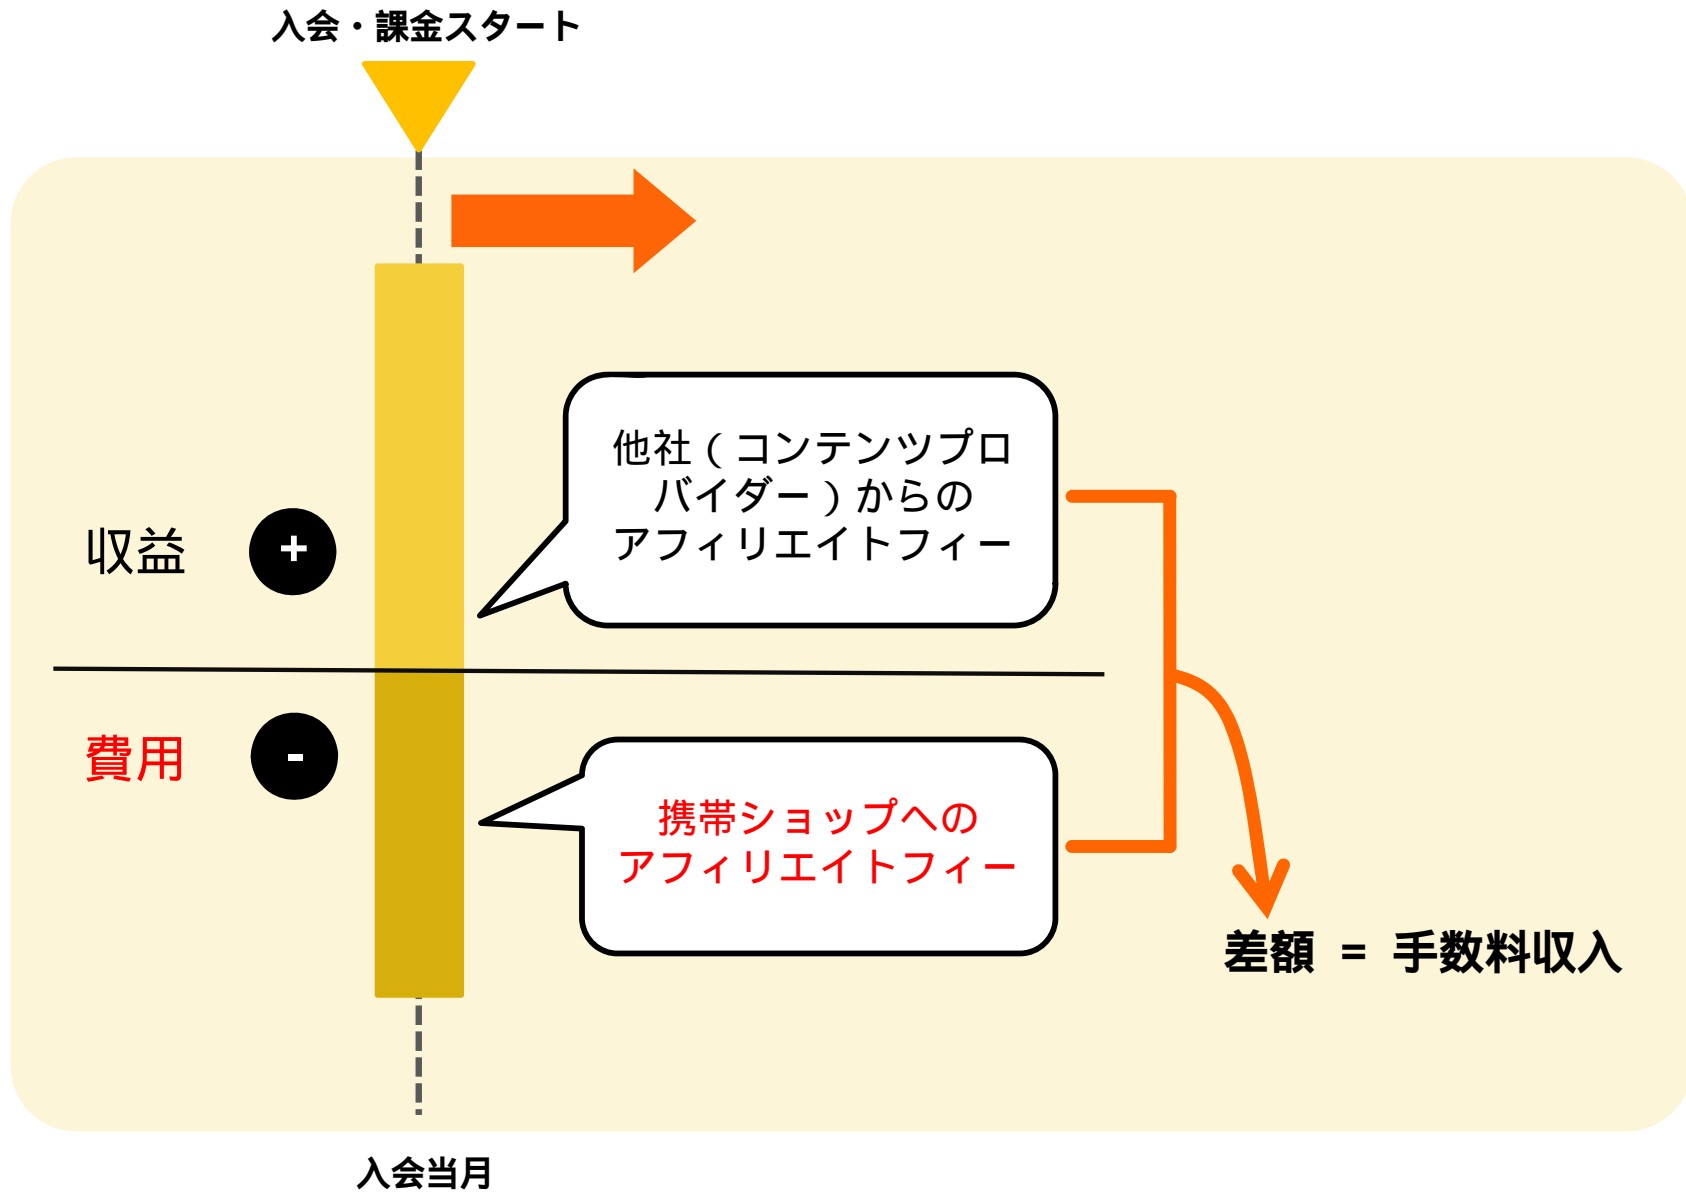 入会・課金スタート
他社（コンテンツプロ
バイダー）からの
アフィリエイトフィー
収益
+
費用
-
携帯ショップへの
アフィリエイトフィー
差額 = 手数料収入
入会当月